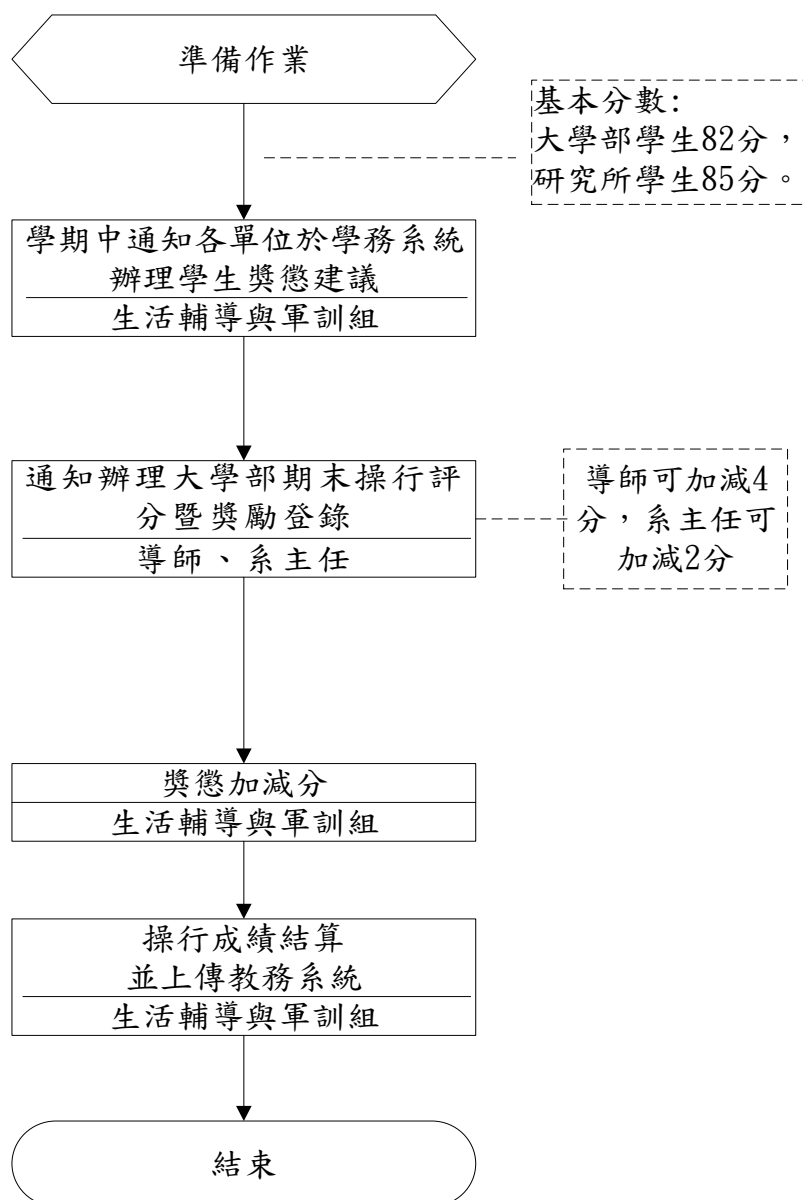 準備作業
基本分數:
大學部學生82分，
研究所學生85分。
學期中通知各單位於學務系統
辦理學生獎懲建議
生活輔導與軍訓組
通知辦理大學部期末操行評
分暨獎勵登錄
導師、系主任
導師可加減4
分，系主任可
加減2分
獎懲加減分
生活輔導與軍訓組
操行成績結算
並上傳教務系統
生活輔導與軍訓組
結束